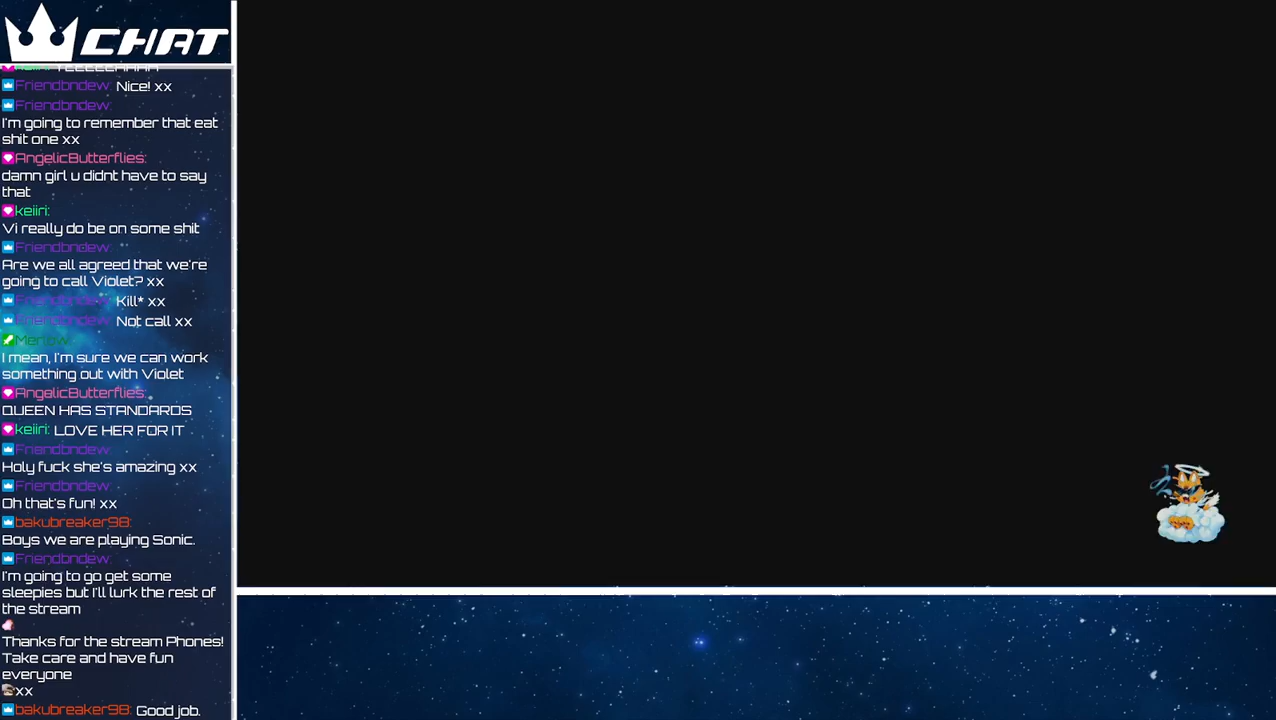 CHAT
Friendbndew: Nice! xx
Friendbndew:
I'm going to remember that eat
shit one xx
AngelicButterflies:
damn girl u didnt have to say
that
keiiri:
Vi really do be on some shit
Friendbndew:
Are we all agreed that we're
going to call Violet? xx
Friendbndew: Kill* xx
Friendbndew: Not call xx
I mean, I'm sure we can work
something out with Violet
AngelicButterflies:
QUEEN HAS STANDARDS
keiiri: LOVE HER FOR IT
Friendbndew:
Holy fuck she's amazing xx
Friendbndew:
Oh that's fun! xx
bakubreaker98:
Boys we are playing Sonic.
Friendbndew:
I'm going to go get some
sleepies but I'll lurk the rest of
the stream
Thanks for the stream Phones!
Take care and have fun
everyone
xx
bakubreaker98: Good job.